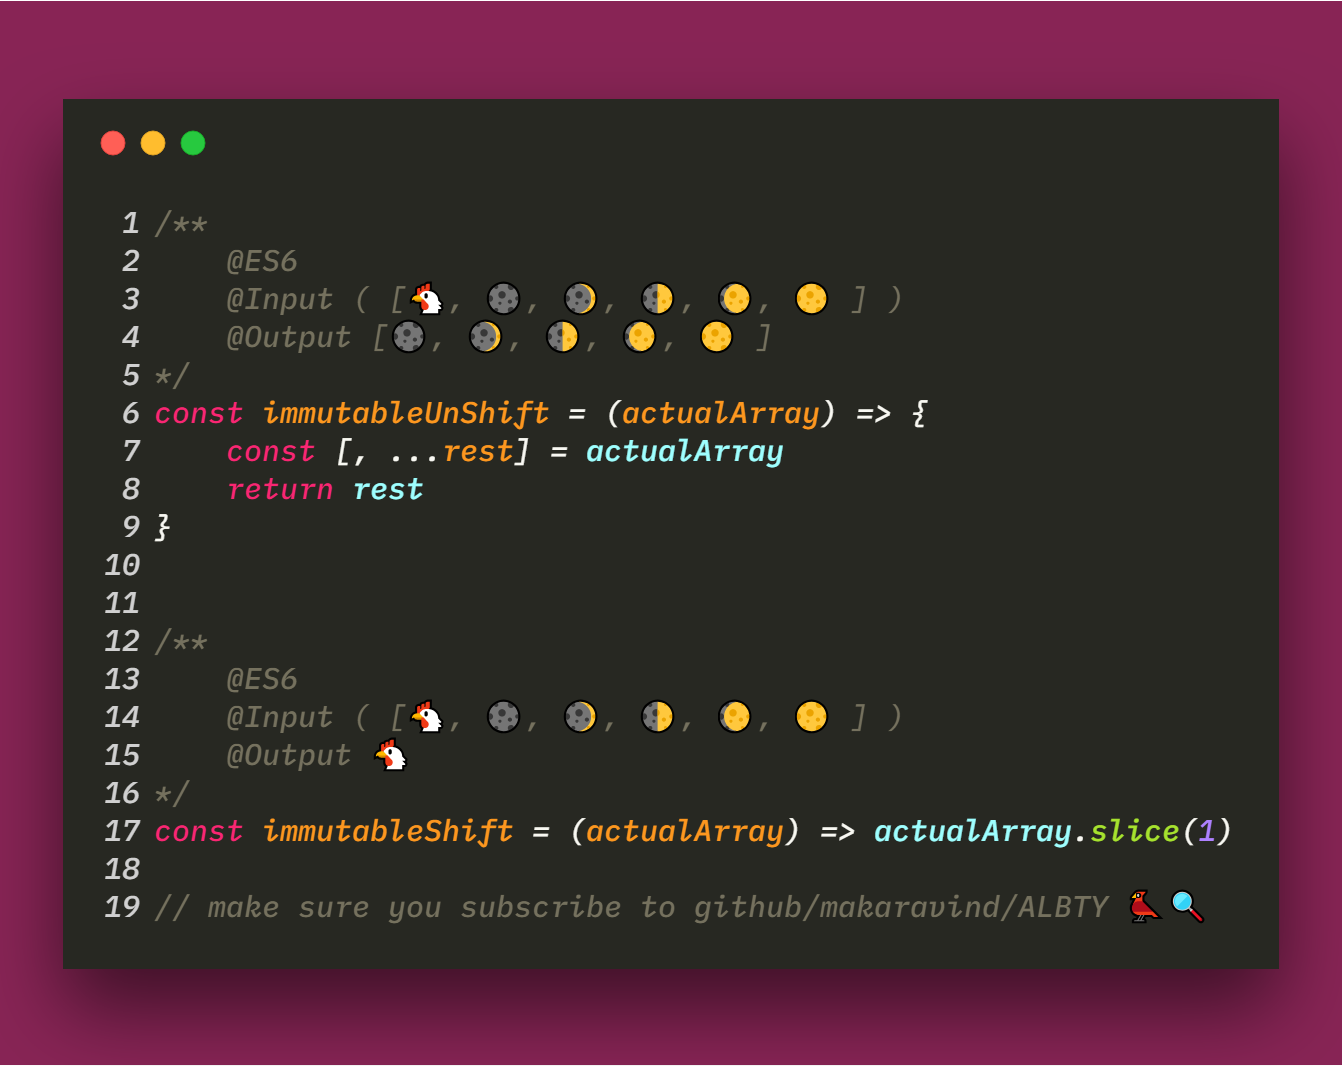 1 /**
2     @ES6
3     @Input ( [🐔, 🌑, 🌒, 🌓, 🌔, 🌕 ] )
4     @Output [🌑, 🌒, 🌓, 🌔, 🌕 ]
5 */
6 const immutableUnShift = (actualArray) => {
7     const [, ...rest] = actualArray
8     return rest
9 }
10
11
12 /**
13     @ES6
14     @Input ( [🐔, 🌑, 🌒, 🌓, 🌔, 🌕 ] )
15     @Output 🐔
16 */
17 const immutableShift = (actualArray) => actualArray.slice(1)
18
19 // make sure you subscribe to github/makaravind/ALBTY 🐦🔍